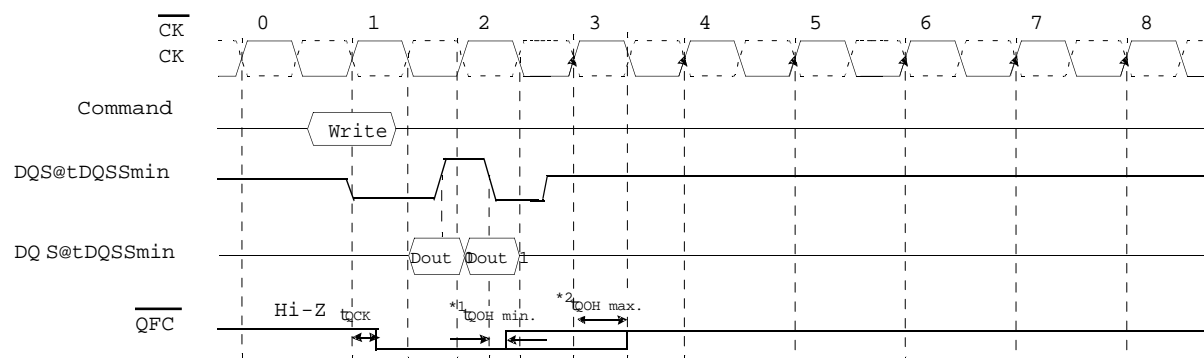 0 1 2 3 4 5 6 7 8
CK
CK
Command
Write
DQS@tDQSSmin
DQ S@tDQSSmin
Dout 0 Dout 1
QFC
Hi-Z tQCK *1 tQOH min. *2 tQOH max.